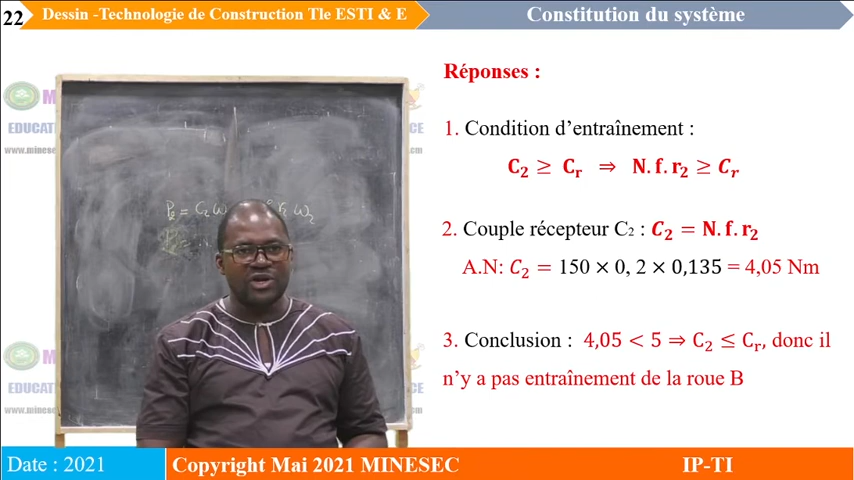 22
Dessin -Technologie de Construction Tle ESTI & E
Constitution du système
Réponses :
1. Condition d’entraînement :
C₂ ≥ Cᵣ ⇒ N.f.r₂ ≥ Cᵣ
2. Couple récepteur C₂ : C₂ = N.f.r₂
A.N: C₂ = 150 × 0, 2 × 0,135 = 4,05 Nm
3. Conclusion : 4,05 < 5 ⇒ C₂ ≤ Cᵣ, donc il
n’y a pas entraînement de la roue B
Date : 2021
Copyright Mai 2021 MINESEC
IP-TI